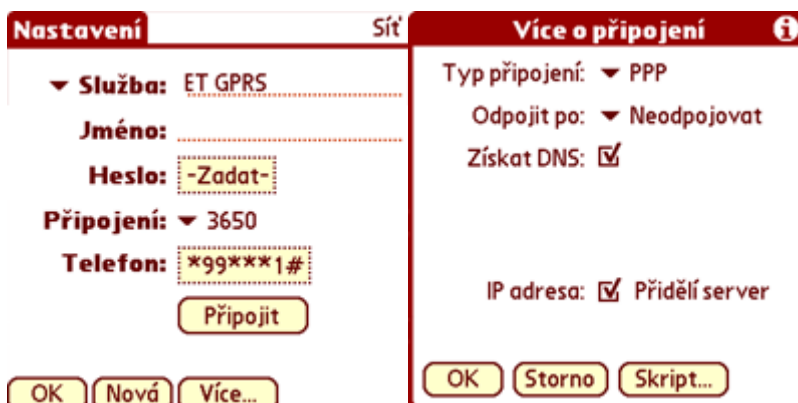 Nastavení Síť
Služba: ET GPRS
Jméno:
Heslo: -Zadat-
Připojení: 3650
Telefon: *99***1#
Připojit
OK Nová Více...
Více o připojení i
Typ připojení: PPP
Odpojit po: Neodpojovat
Získat DNS:
IP adresa: Přidělí server
OK Storno Skript...